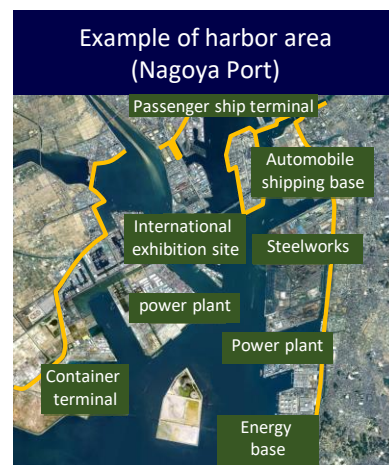 Example of harbor area
(Nagoya Port)
Passenger ship terminal
Automobile
shipping base
International
exhibition site
Steelworks
power plant
Power plant
Container
terminal
Energy
base